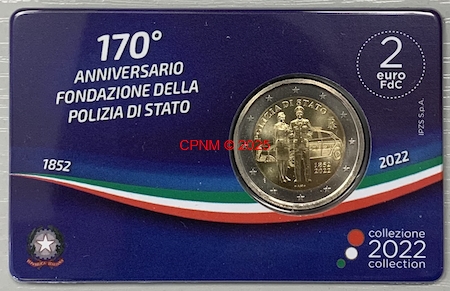 170°
ANNIVERSARIO
FONDAZIONE DELLA
POLIZIA DI STATO
2
euro
FdC
IPZS S.p.A.
POLIZIA DI STATO
1852
2022
CPNM © 2025
1852
2022
collezione
2022
collection